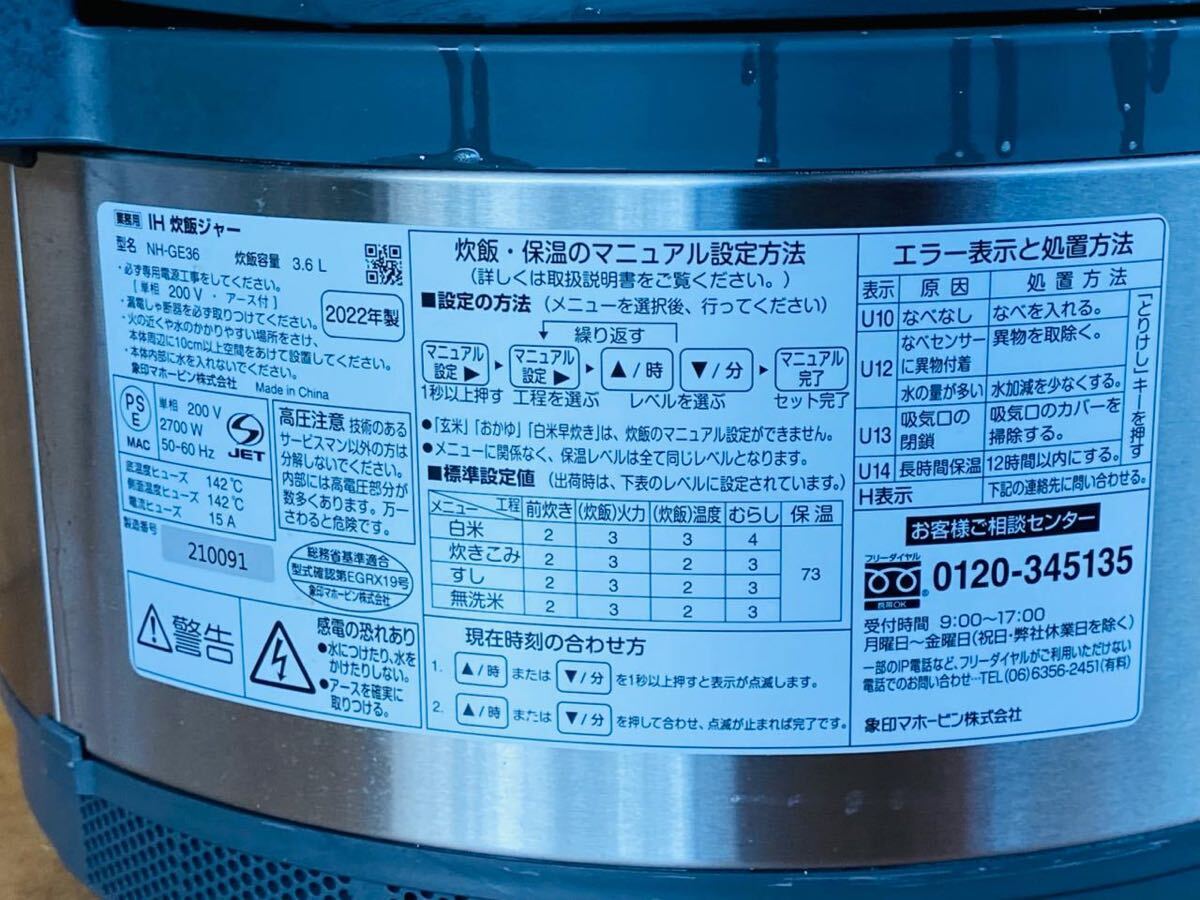 業務用 IH 炊飯ジャー
型名 NH-GE36 炊飯容量 3.6 L
・必ず専用電源工事をしてください。
[単相 200 V ・ アース付]
・漏電しゃ断器を必ず取りつけてください。
・火の近くや水のかかりやすい場所をさけ、
本体周辺に10cm以上空間をあけて設置してください。
・本体内部に水を入れないでください。
象印マホービン株式会社 Made in China
2022年製
PS
E
MAC
単相 200 V
2700 W
50-60 Hz
JET
底温度ヒューズ 142℃
側面温度ヒューズ 142℃
電流ヒューズ 15 A
高圧注意 技術のある
サービスマン以外の方は
分解しないでください。
内部には高電圧部分が
数多くあります。万一
さわると危険です。
製造番号
210091
総務省基準適合
型式確認第EGRX19号
象印マホービン株式会社
警告
感電の恐れあり
●水につけたり、水を
かけたりしない。
●アースを確実に
取りつける。
炊飯・保温のマニュアル設定方法
(詳しくは取扱説明書をご覧ください。)
■設定の方法 (メニューを選択後、行ってください)
繰り返す
マニュアル設定 ▶ ▶ マニュアル設定 ▶ ▶ ▲/時 ▼/分 ▶ マニュアル完了
1秒以上押す 工程を選ぶ レベルを選ぶ セット完了
●「玄米」「おかゆ」「白米早炊き」は、炊飯のマニュアル設定ができません。
●メニューに関係なく、保温レベルは全て同じレベルとなります。
■標準設定値 (出荷時は、下表のレベルに設定されています。)
メニュー 工程 前炊き (炊飯)火力 (炊飯)温度 むらし 保温
白米 2 3 3 4
炊きこみ 2 3 2 3
すし 2 3 2 3
無洗米 2 3 2 3
73
現在時刻の合わせ方
1. ▲/時 または ▼/分 を1秒以上押すと表示が点滅します。
2. ▲/時 または ▼/分 を押して合わせ、点滅が止まれば完了です。
エラー表示と処置方法
表示 原因 処置方法
U10 なべなし なべを入れる。
U12 なべセンサーに異物付着 異物を取除く。
水の量が多い 水加減を少なくする。
U13 吸気口の閉鎖 吸気口のカバーを掃除する。
U14 長時間保温 12時間以内にする。
H表示 下記の連絡先に問い合わせる。
「とりけし」キーを押す
お客様ご相談センター
フリーダイヤル
携帯OK
0120-345135
受付時間 9:00〜17:00
月曜日〜金曜日(祝日・弊社休業日を除く)
一部のIP電話など、フリーダイヤルがご利用いただけない
電話でのお問い合わせ…TEL(06)6356-2451(有料)
象印マホービン株式会社